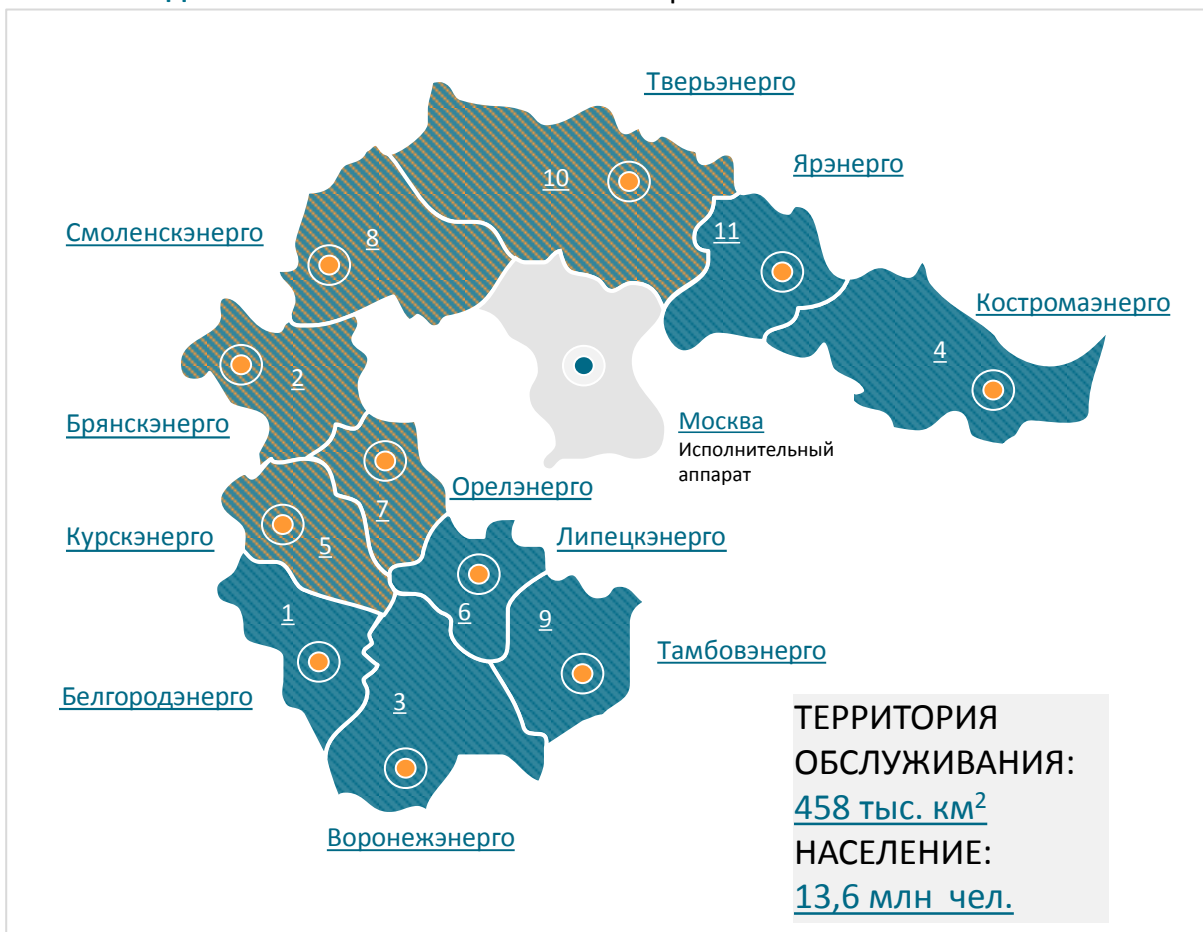 Тверьэнерго
Ярэнерго
10
11
Смоленскэнерго
8
Костромаэнерго
4
2
Брянскэнерго
Москва
Исполнительный
аппарат
Орелэнерго
7
Курскэнерго
5
Липецкэнерго
1
6
9
Тамбовэнерго
Белгородэнерго
3
Воронежэнерго
ТЕРРИТОРИЯ
ОБСЛУЖИВАНИЯ:
458 тыс. км²
НАСЕЛЕНИЕ:
13,6 млн чел.